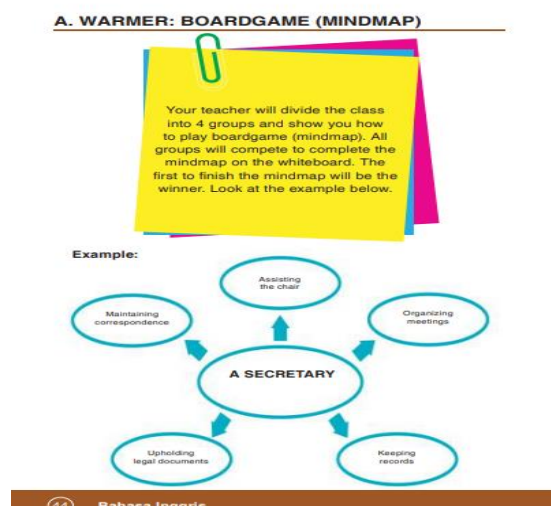 A. WARMER: BOARDGAME (MINDMAP)
Your teacher will divide the class
into 4 groups and show you how
to play boardgame (mindmap). All
groups will compete to complete the
mindmap on the whiteboard. The
first to finish the mindmap will be the
winner. Look at the example below.
Example:
Assisting
the chair
Maintaining
correspondence
Organizing
meetings
A SECRETARY
Upholding
legal documents
Keeping
records
Bahasa Inggris